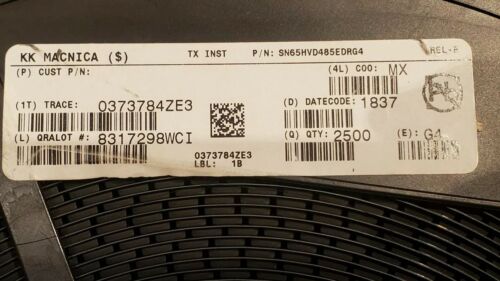 KK MACNICA ($) TX INST P/N: SN65HVD485EDRG4
(P) CUST P/N: (4L) COO: MX
(1T) TRACE: 0373784ZE3 (D) DATECODE: 1837
(L) QRALOT #: 8317298WCI (Q) QTY: 2500 (E): G4
0373784ZE3
LBL: 1B